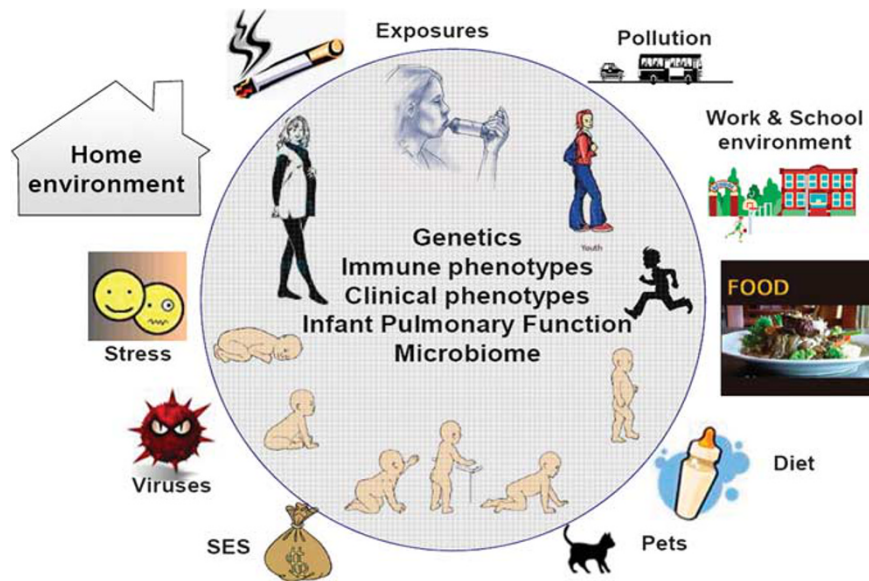 Exposures
Pollution
Home
environment
Work & School
environment
Youth
Genetics
Immune phenotypes
Clinical phenotypes
Infant Pulmonary Function
Microbiome
FOOD
Stress
Viruses
Diet
SES
Pets